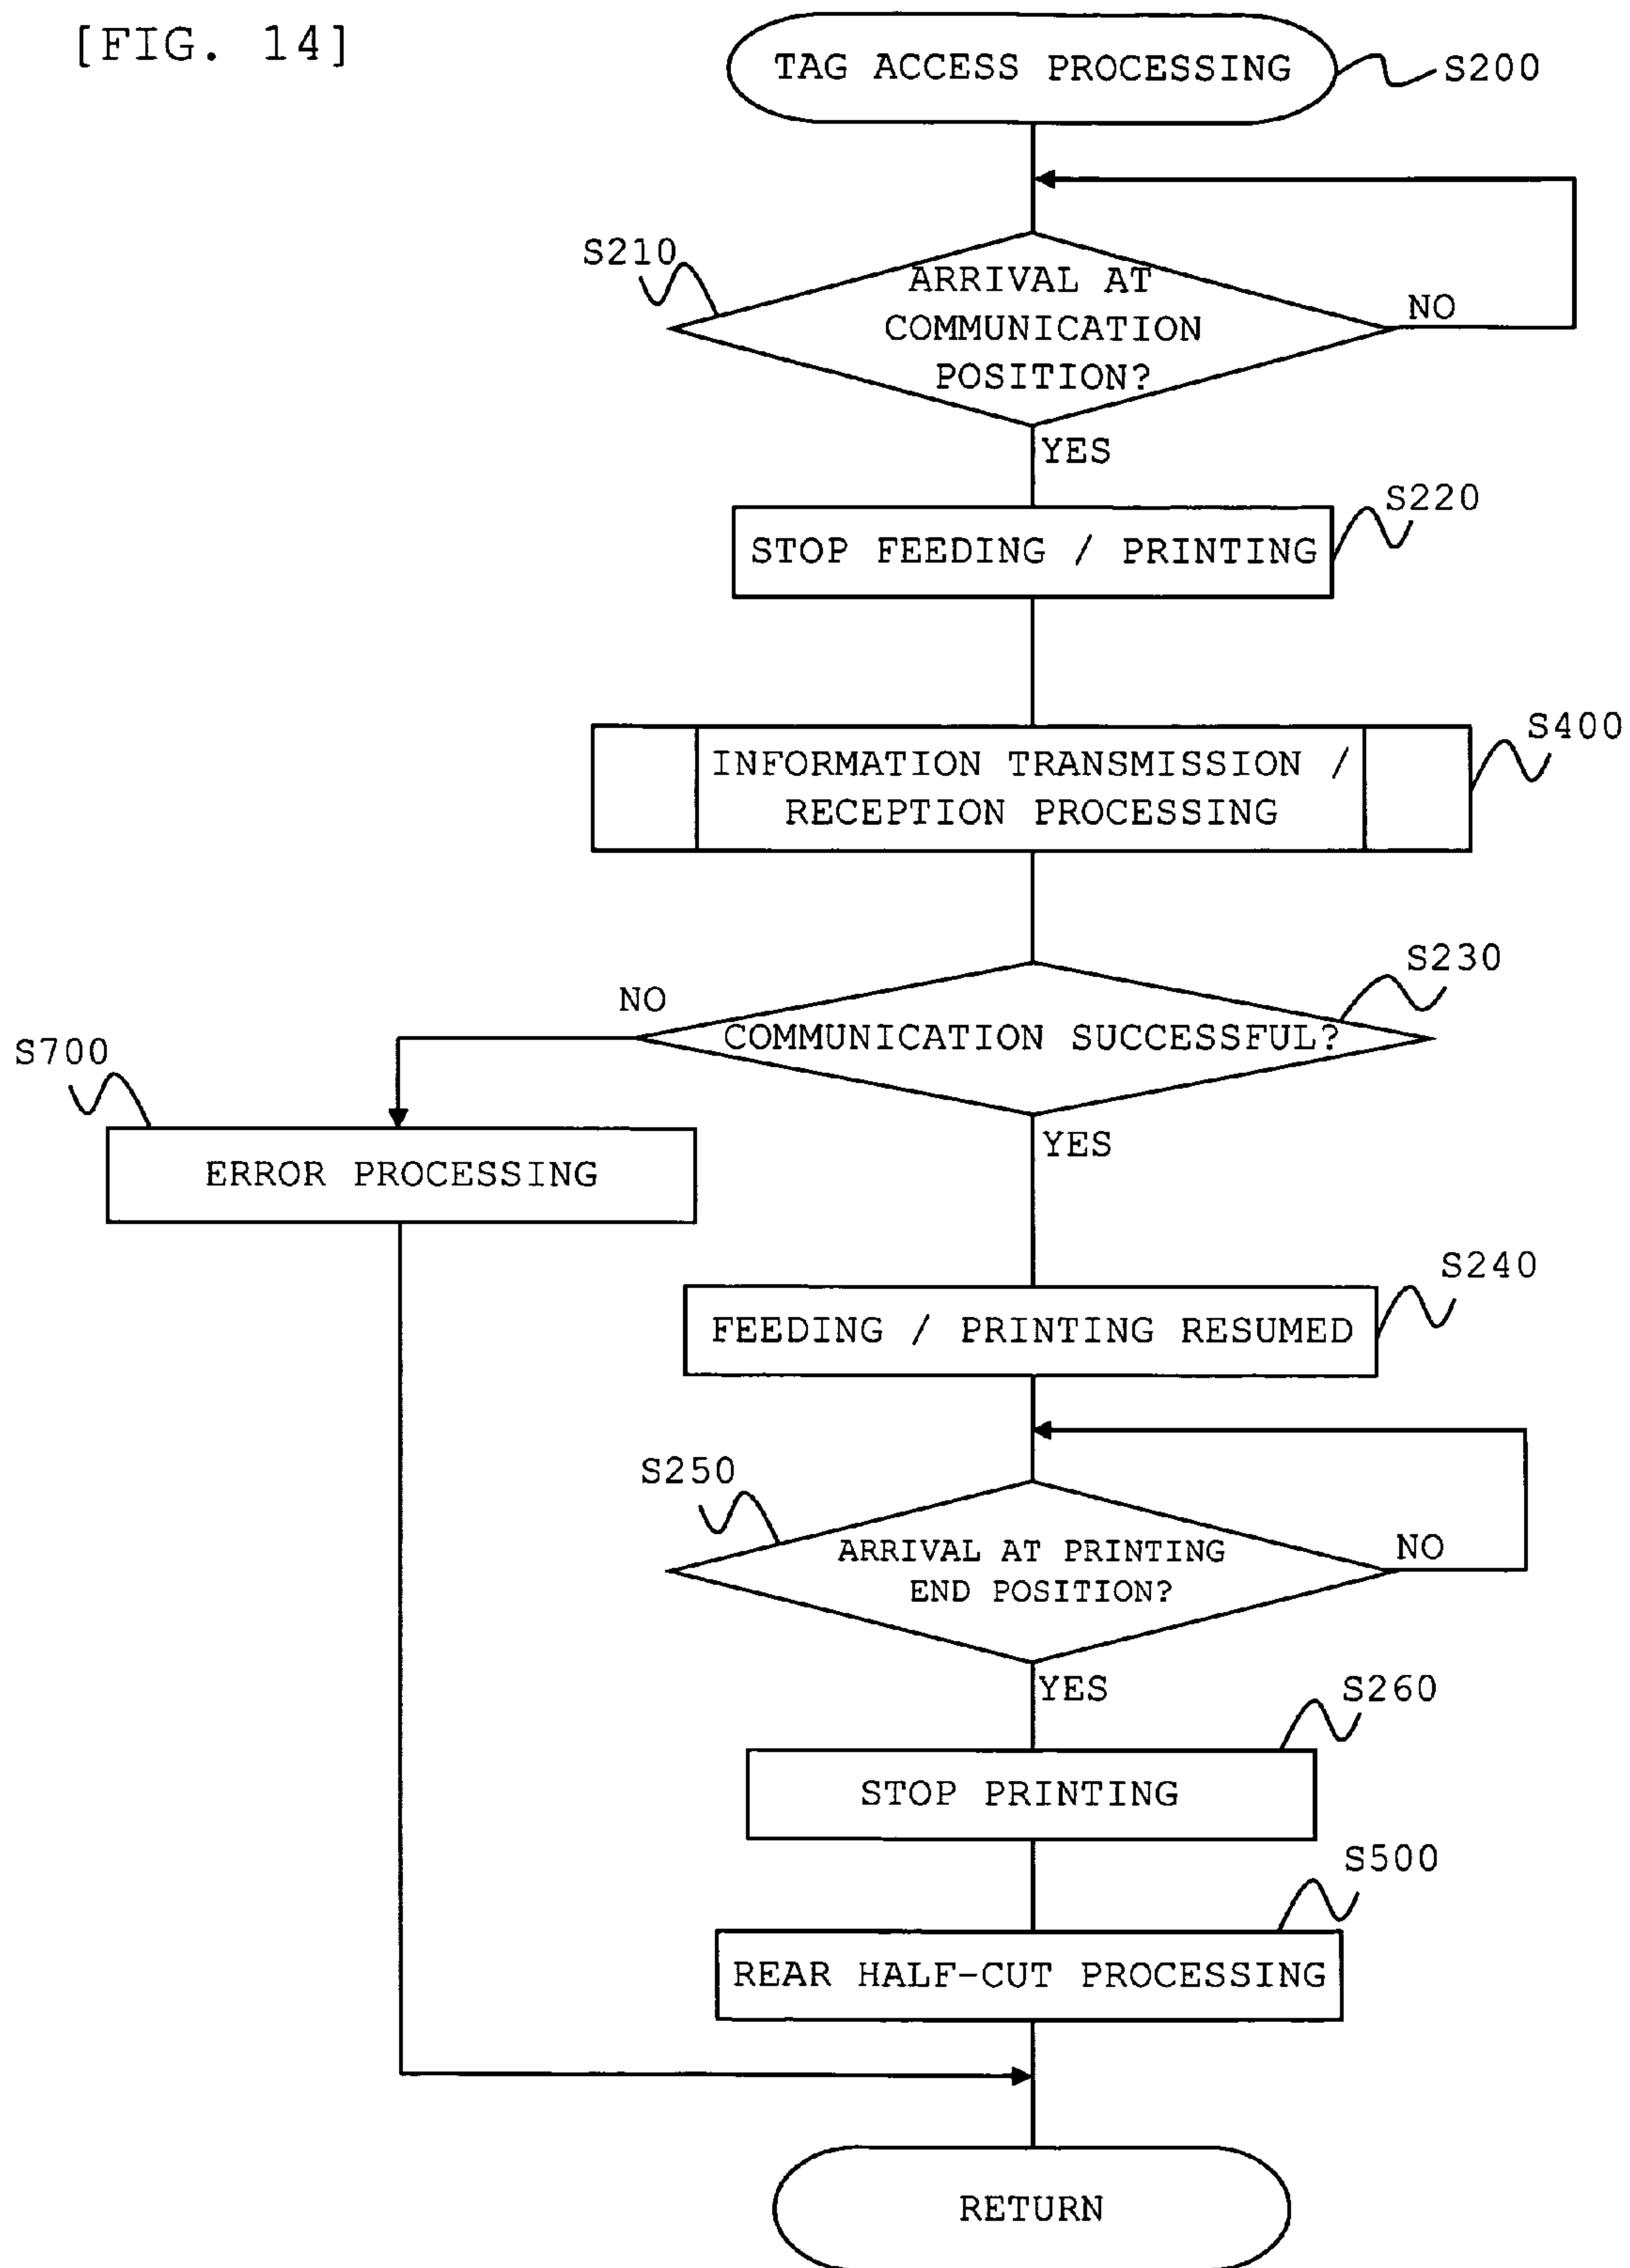 [FIG. 14]
TAG ACCESS PROCESSING
S200
S210
ARRIVAL AT
COMMUNICATION
POSITION?
NO
YES
S220
STOP FEEDING / PRINTING
S400
INFORMATION TRANSMISSION /
RECEPTION PROCESSING
S230
NO
COMMUNICATION SUCCESSFUL?
S700
YES
ERROR PROCESSING
S240
FEEDING / PRINTING RESUMED
S250
ARRIVAL AT PRINTING
END POSITION?
NO
YES
S260
STOP PRINTING
S500
REAR HALF-CUT PROCESSING
RETURN